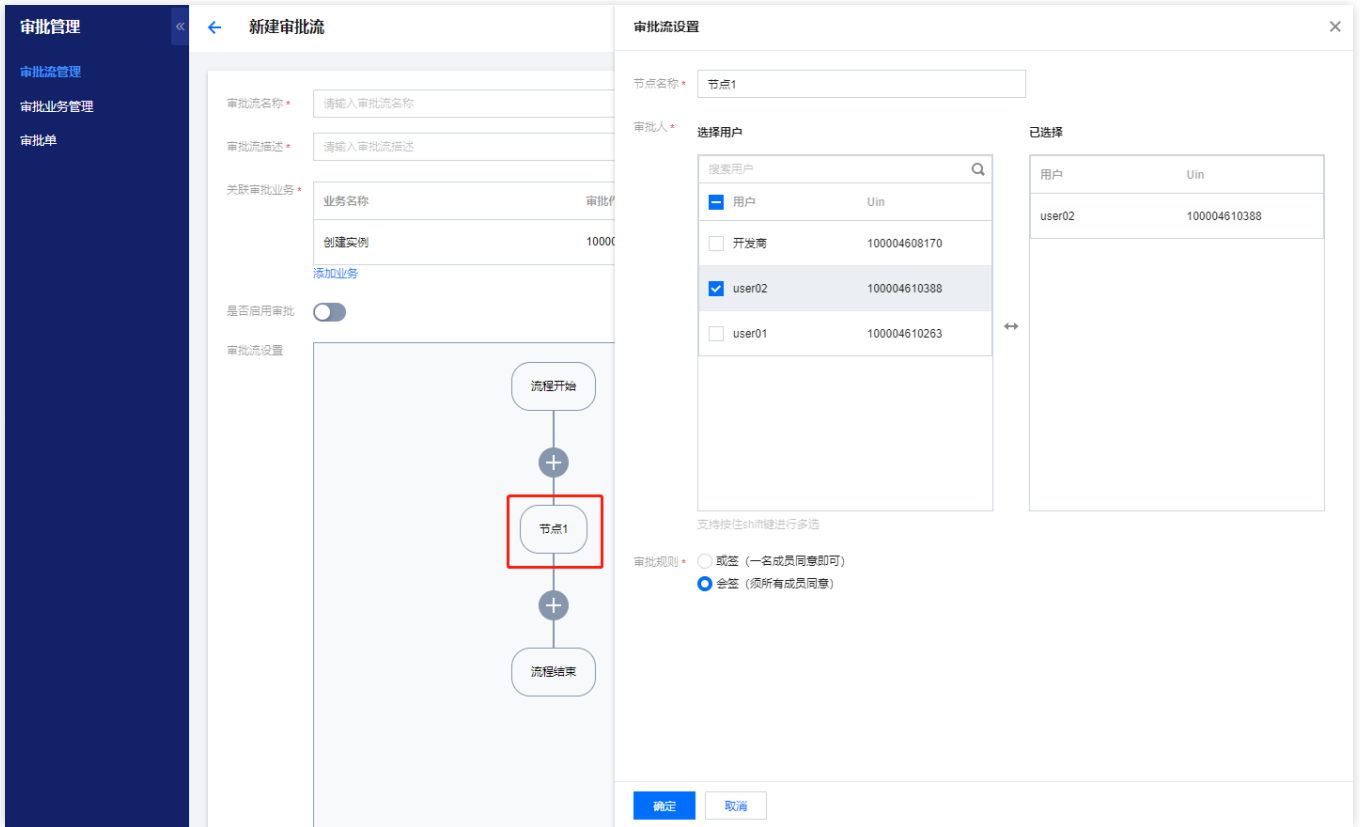 审批管理
«
审批流管理
审批业务管理
审批单
新建审批流
审批流名称 *
请输入审批流名称
审批流描述 *
请输入审批流描述
关联审批业务 *
业务名称
创建实例
10000
添加业务
是否启用审批
审批流设置
流程开始
节点1
流程结束
审批流设置
节点名称 *
节点1
审批人 *
选择用户
搜索用户
用户 Uin
开发商 100004608170
user02 100004610388
user01 100004610263
支持按住shift键进行多选
已选择
用户 Uin
user02 100004610388
审批规则 *
或签（一名成员同意即可）
会签（须所有成员同意）
确定
取消